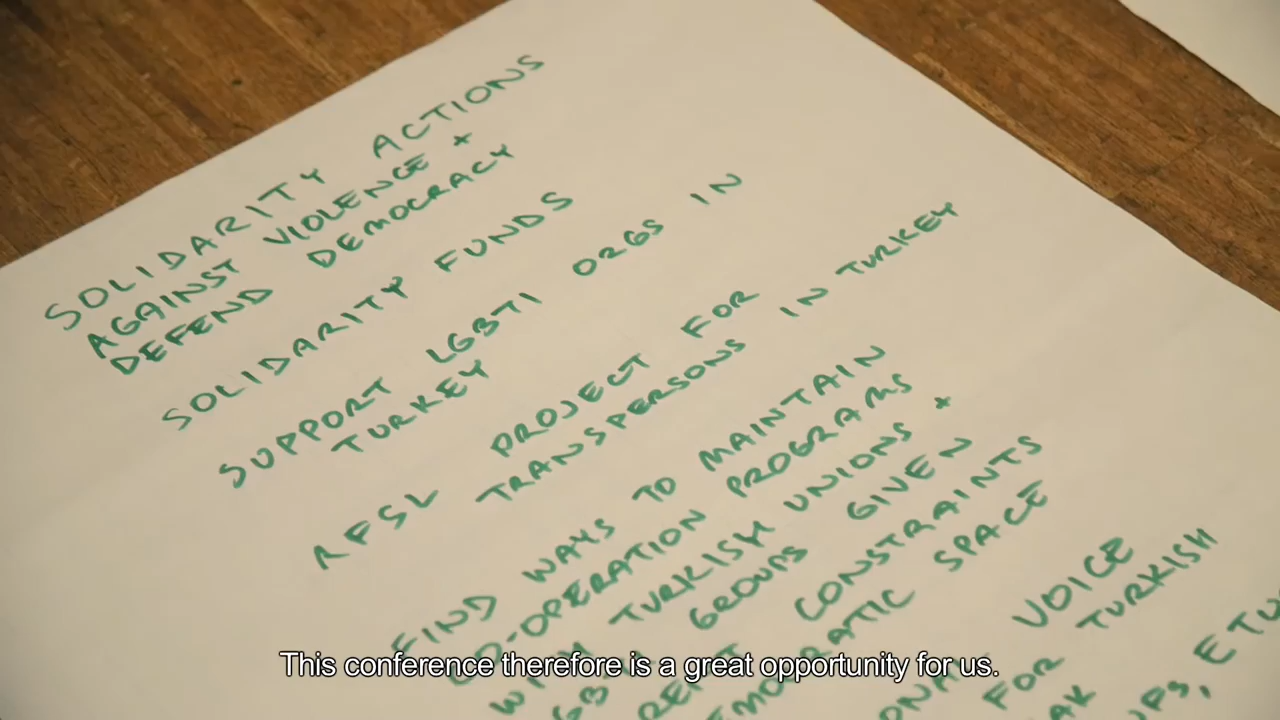 SOLIDARITY ACTIONS
AGAINST VIOLENCE +
DEFEND DEMOCRACY
SOLIDARITY FUNDS
SUPPORT LGBTI ORGS IN
TURKEY
RFSL PROJECT FOR
TRANSPERSONS IN TURKEY
FIND WAYS TO MAINTAIN
CO-OPERATION PROGRAMS
WITH TURKISH UNIONS +
GROUPS GIVEN
CONSTRAINTS
SPACE
VOICE
FOR TURKISH
This conference therefore is a great opportunity for us.